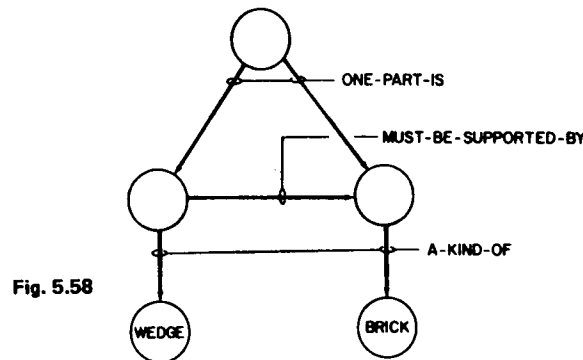 ONE-PART-IS
MUST-BE-SUPPORTED-BY
A-KIND-OF
Fig. 5.58
WEDGE
BRICK